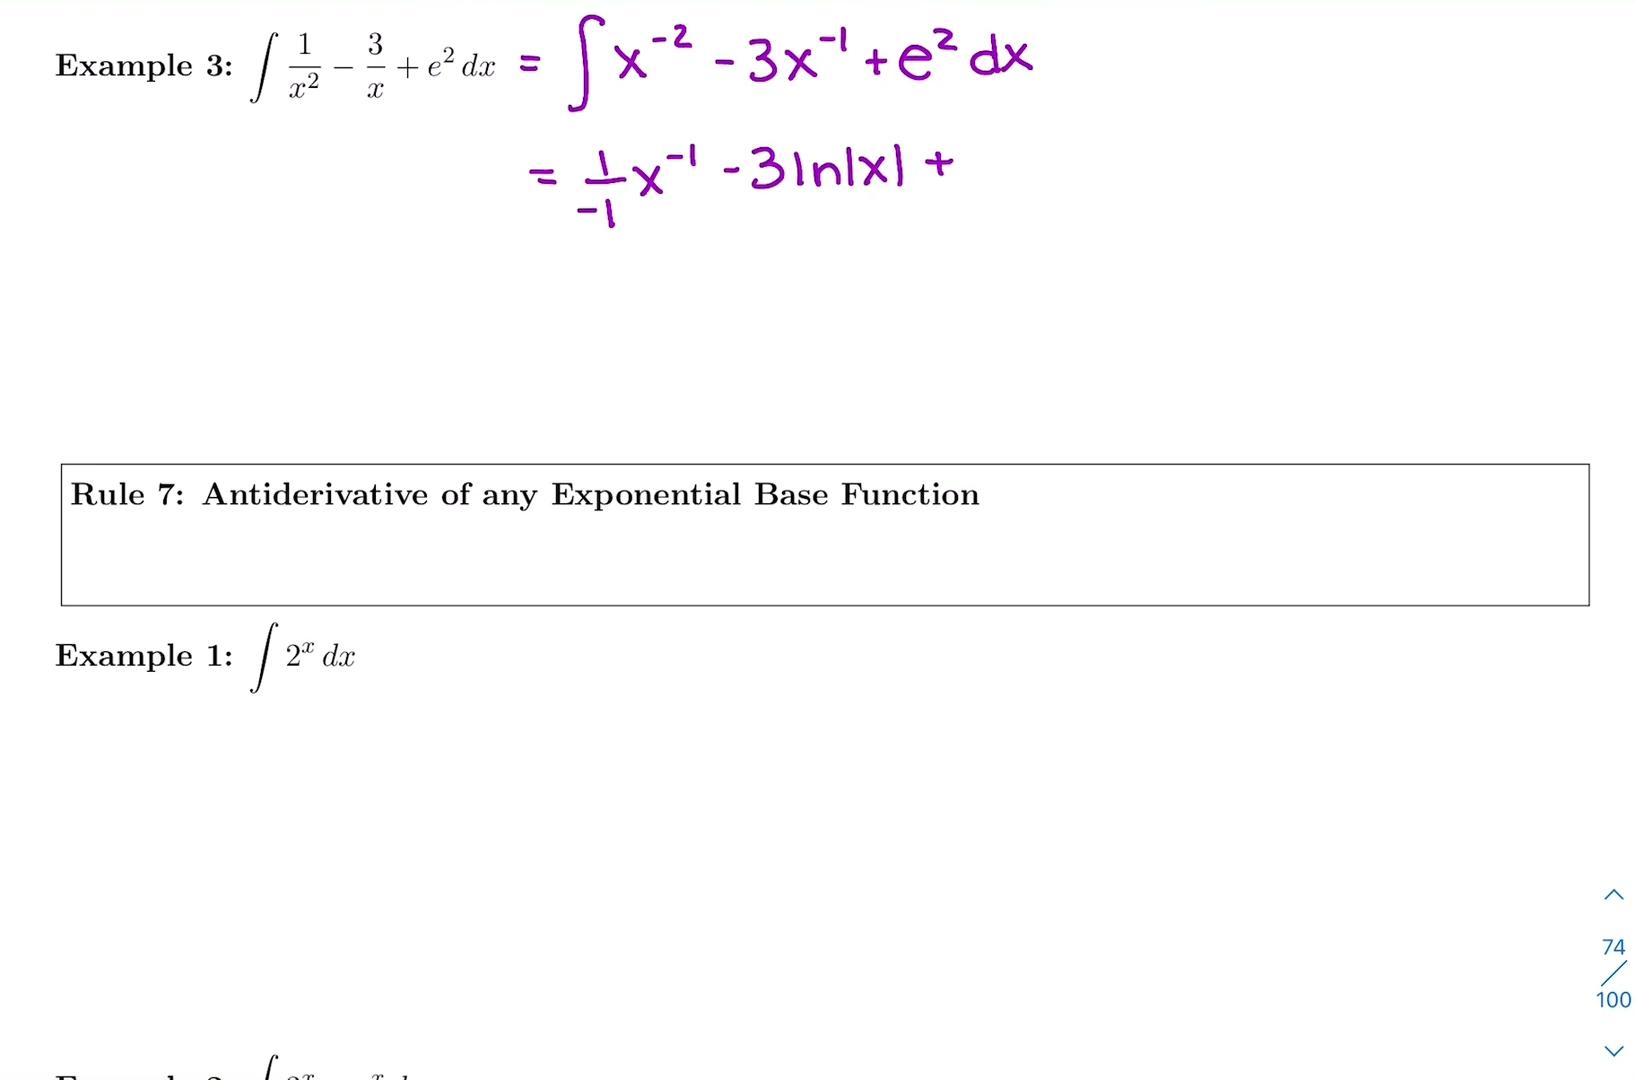 Example 3: ∫ 1/x² − 3/x + e² dx = ∫ x⁻² - 3x⁻¹ + e² dx
= 1/-1 x⁻¹ - 3 ln|x| +
Rule 7: Antiderivative of any Exponential Base Function
Example 1: ∫ 2ˣ dx
74
/
100